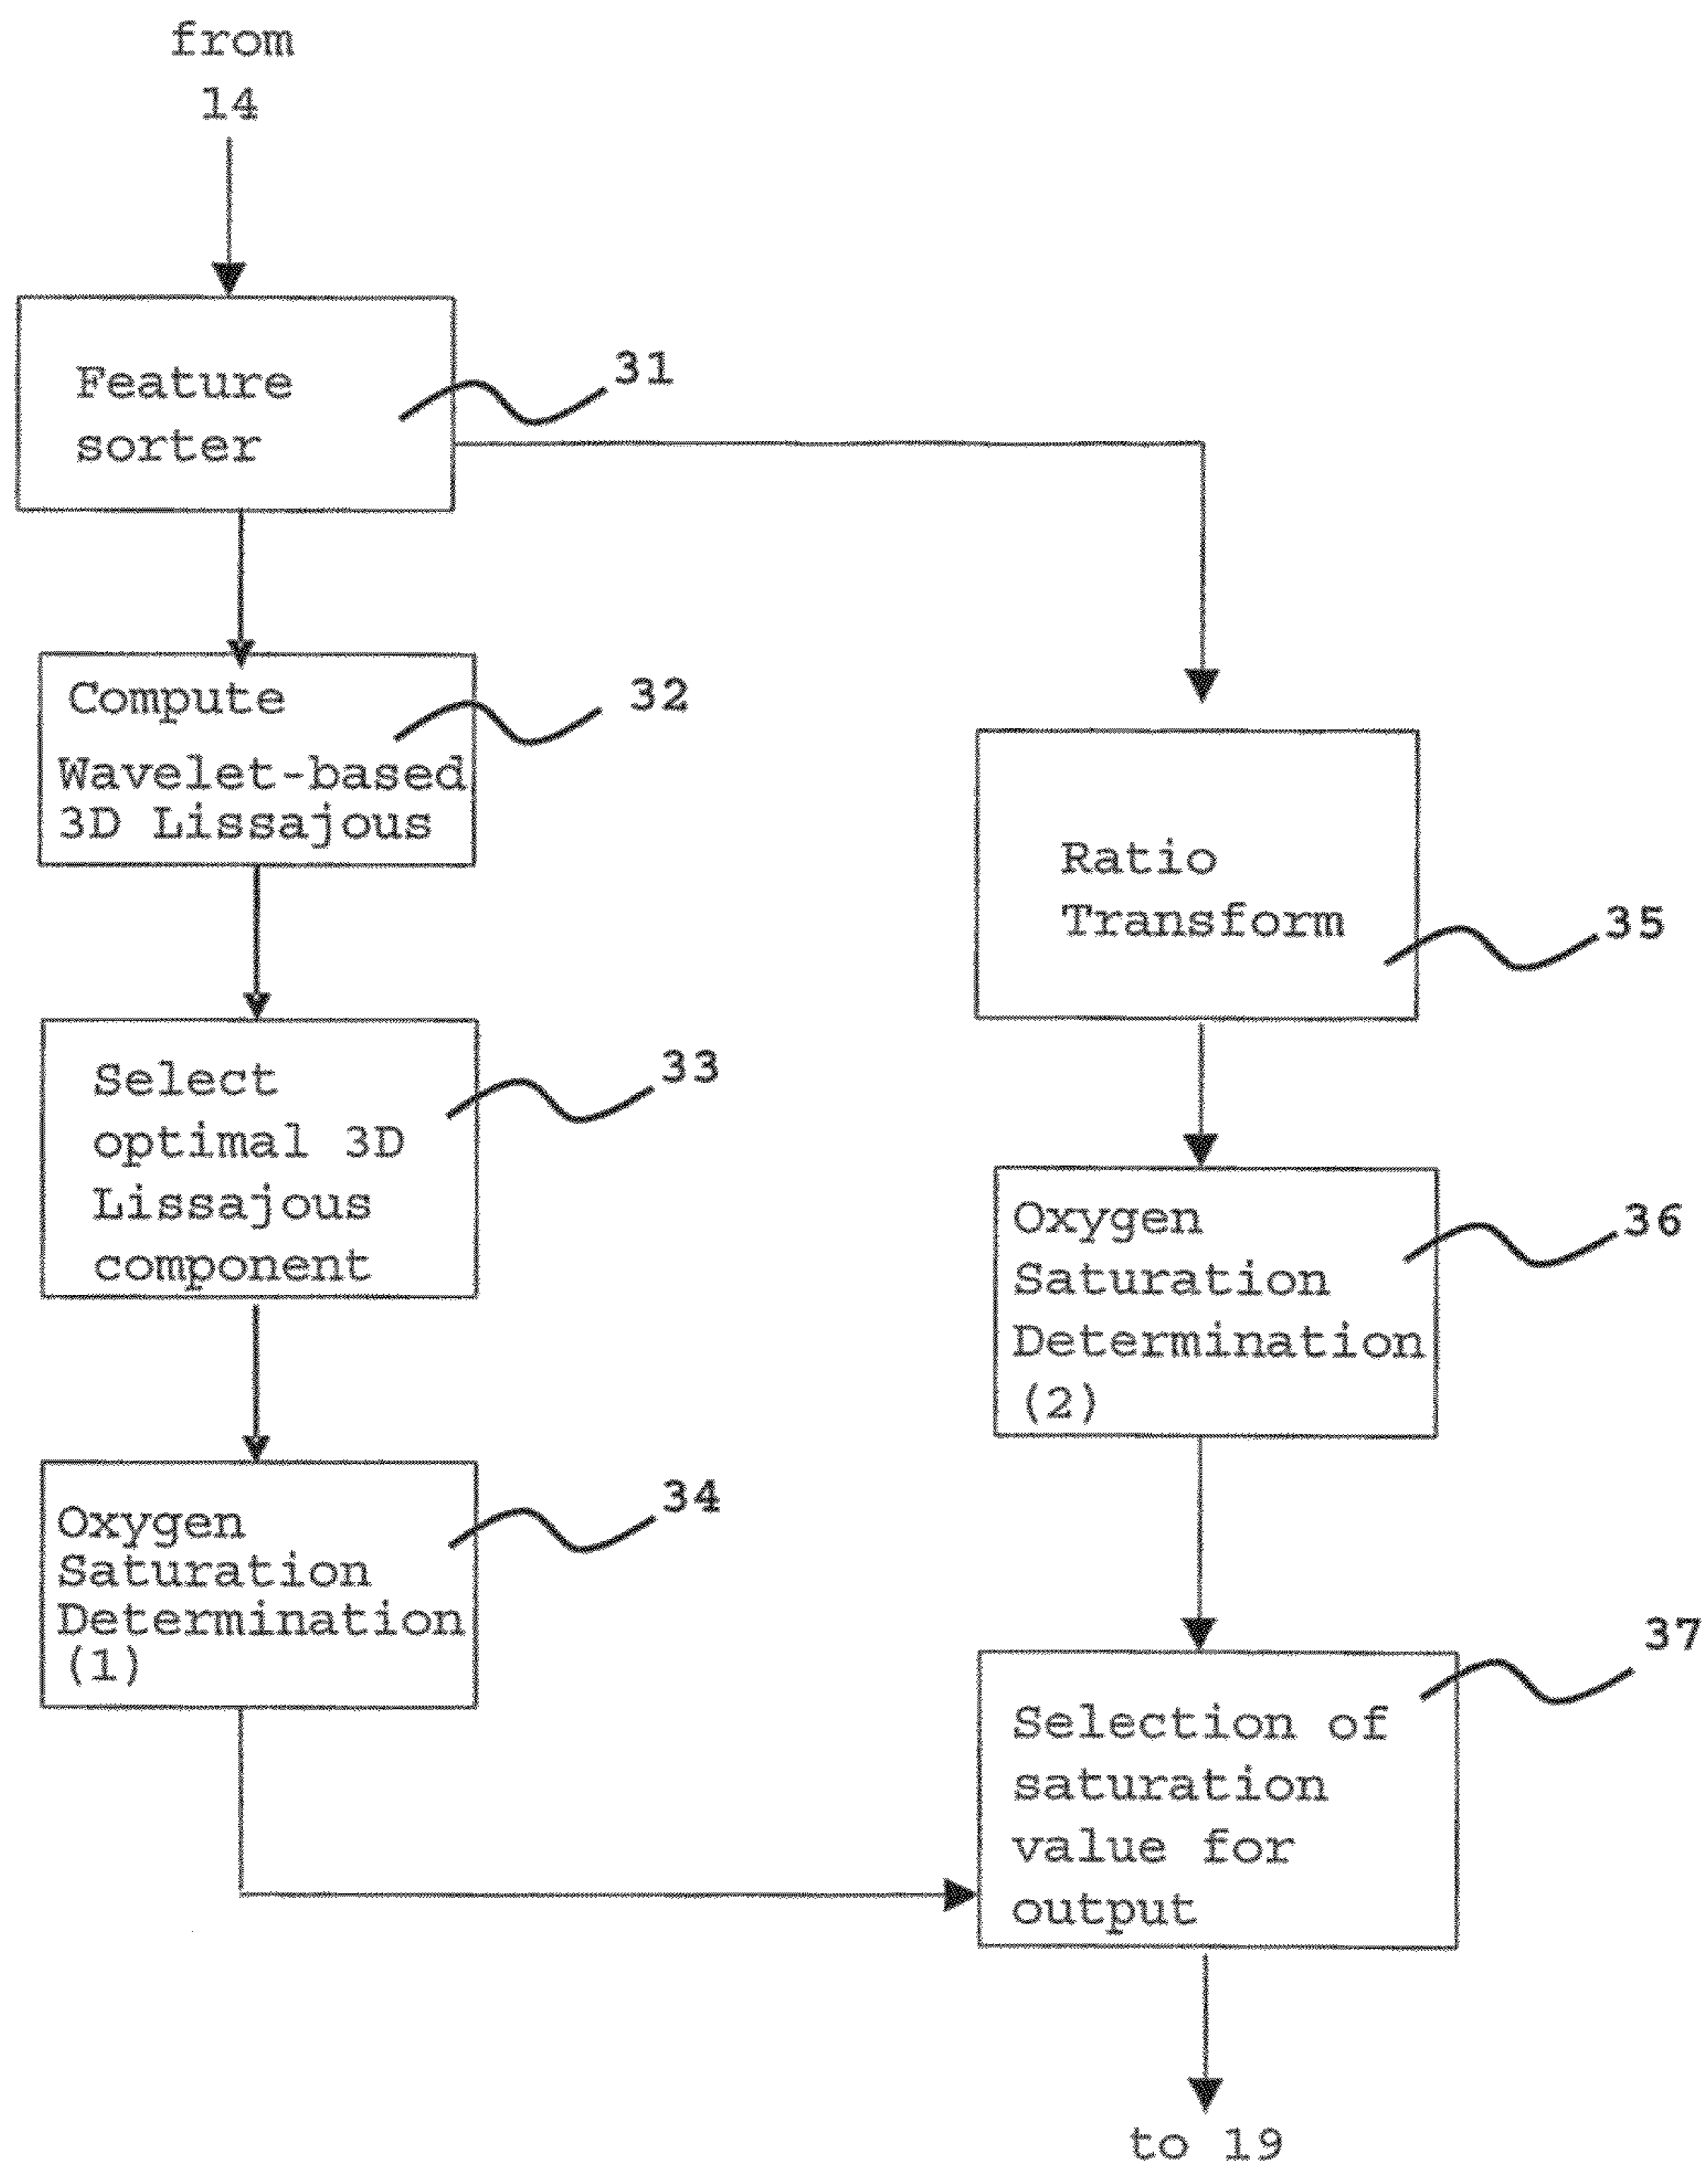 from
14
Feature
sorter
31
Compute
Wavelet-based
3D Lissajous
32
Select
optimal 3D
Lissajous
component
33
Oxygen
Saturation
Determination
(1)
34
Ratio
Transform
35
Oxygen
Saturation
Determination
(2)
36
Selection of
saturation
value for
output
37
to 19